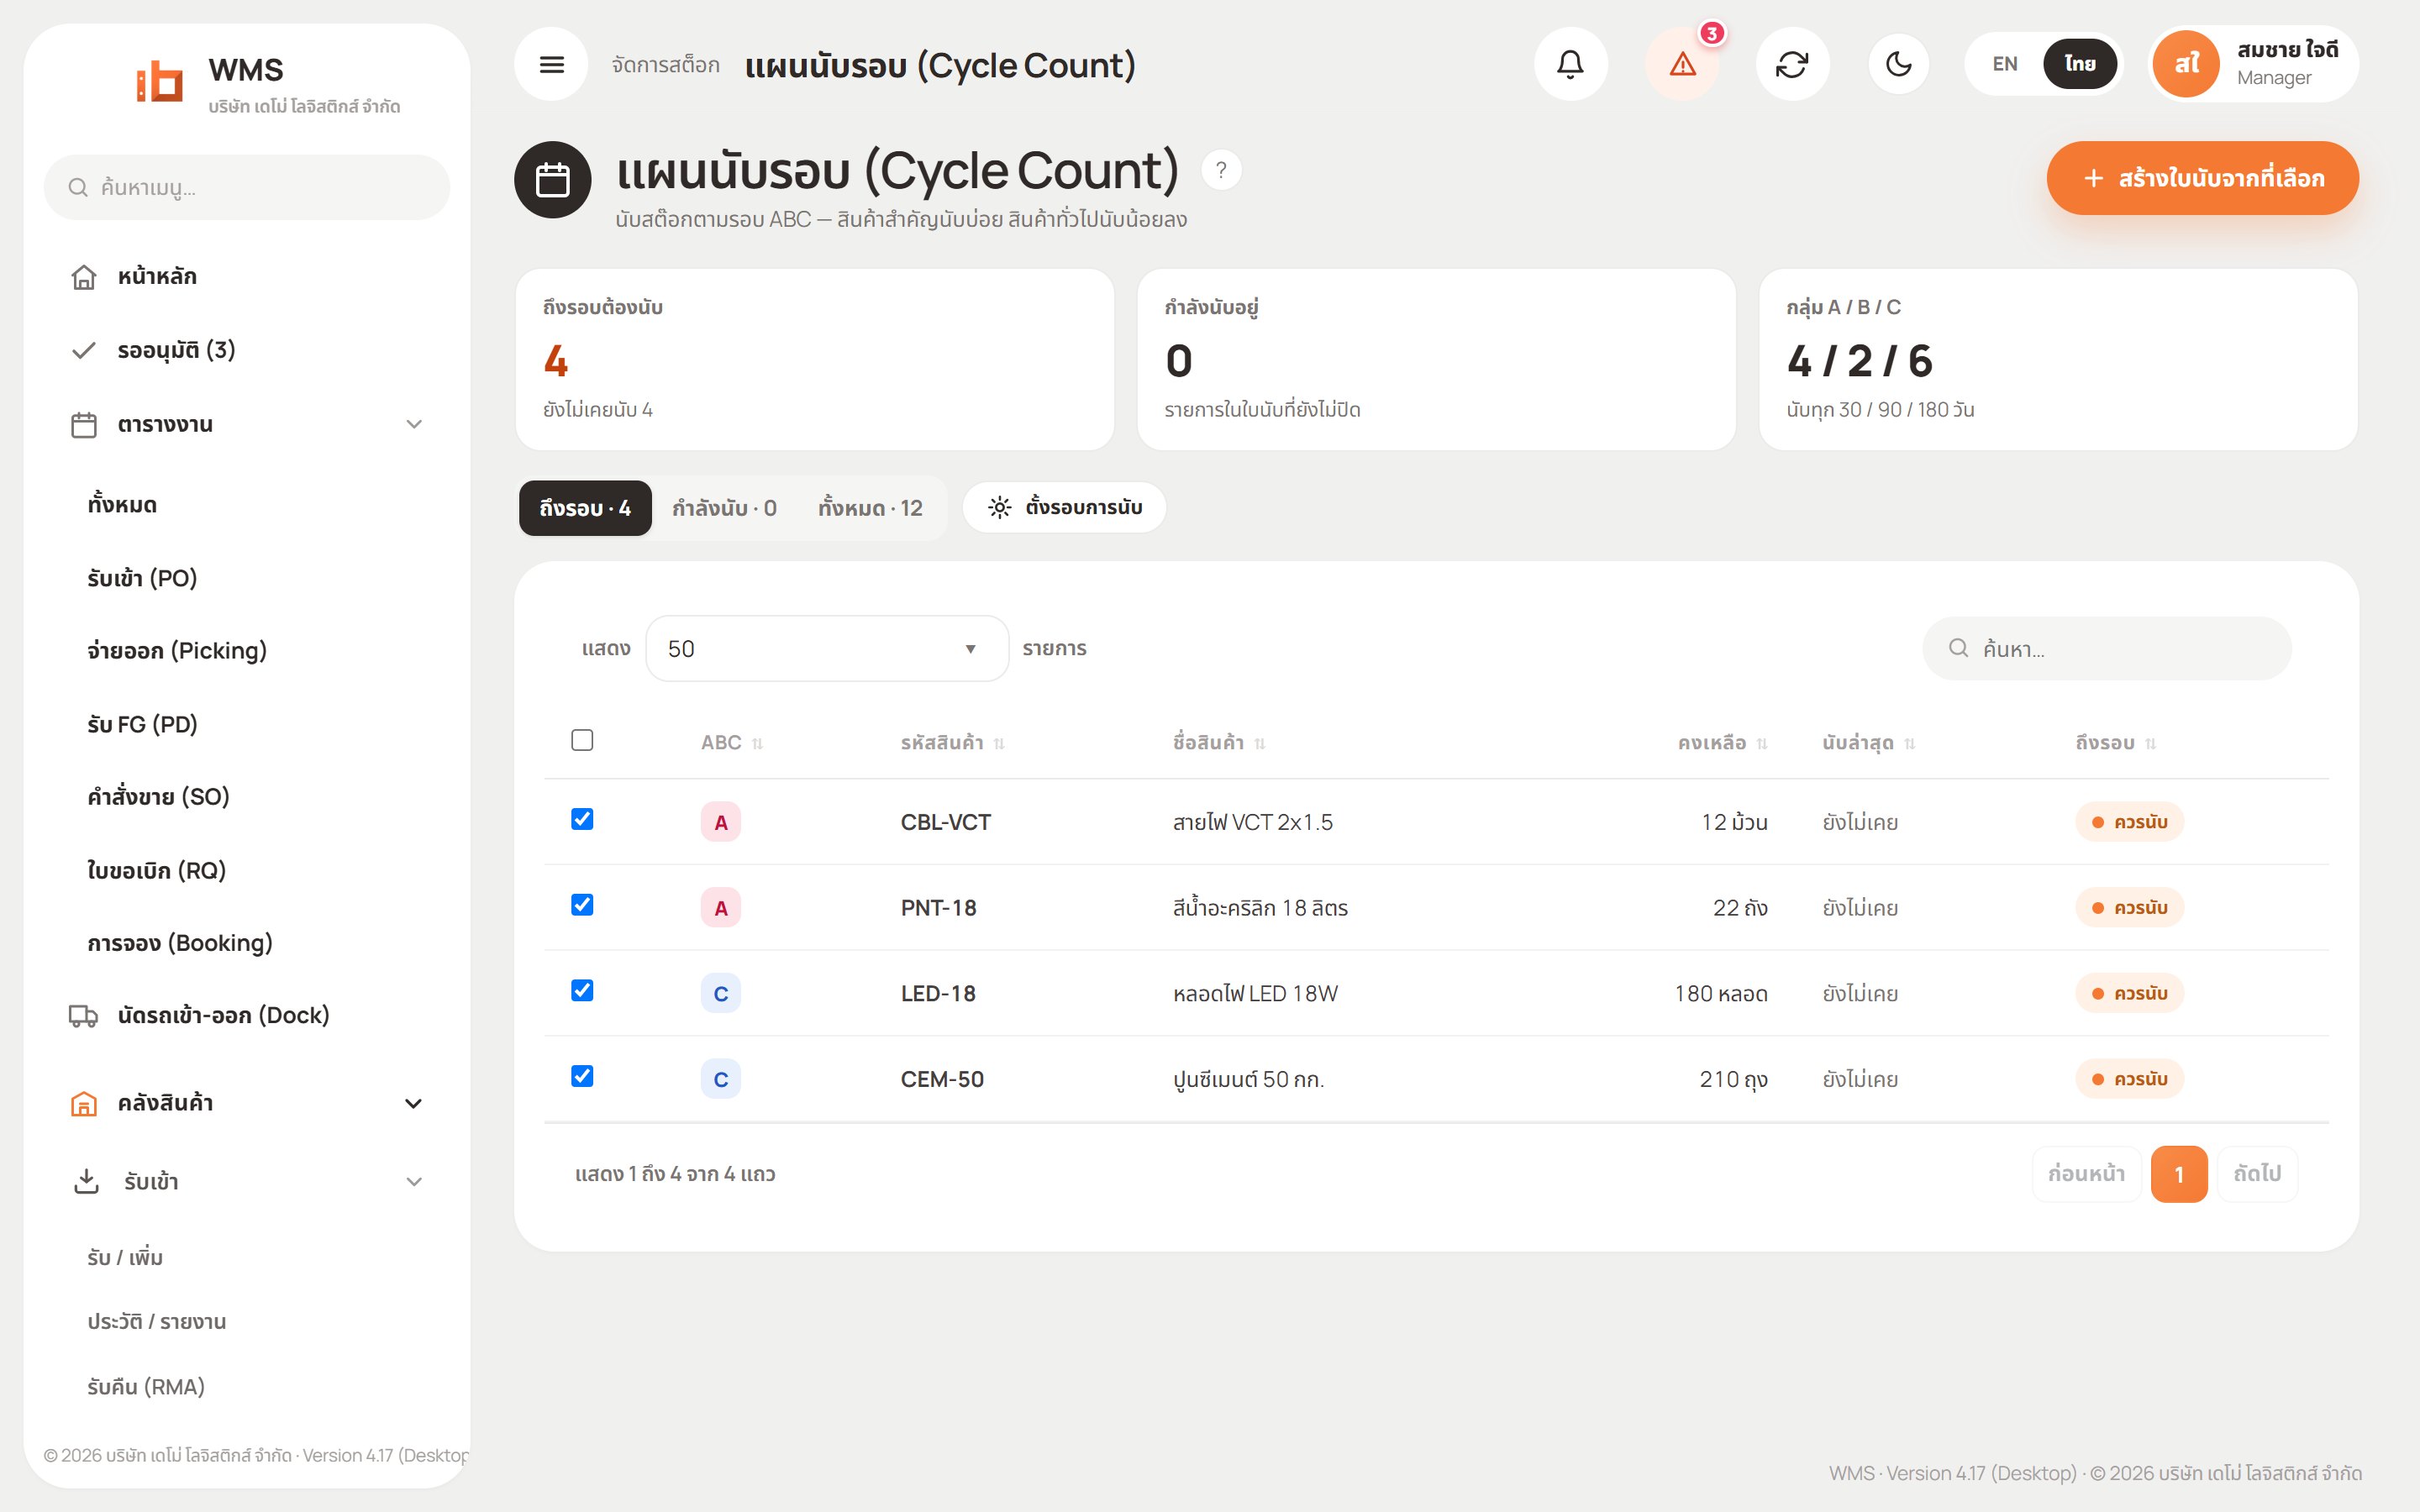 WMS
บริษัท เดโม่ โลจิสติกส์ จำกัด
ค้นหาเมนู...
หน้าหลัก
รออนุมัติ (3)
ตารางงาน
ทั้งหมด
รับเข้า (PO)
จ่ายออก (Picking)
รับ FG (PD)
คำสั่งขาย (SO)
ใบขอเบิก (RQ)
การจอง (Booking)
นัดรถเข้า-ออก (Dock)
คลังสินค้า
รับเข้า
รับ / เพิ่ม
ประวัติ / รายงาน
รับคืน (RMA)
© 2026 บริษัท เดโม่ โลจิสติกส์ จำกัด · Version 4.17 (Desktop
จัดการสต็อก แผนนับรอบ (Cycle Count)
3
EN ไทย
สใ
สมชาย ใจดี
Manager
แผนนับรอบ (Cycle Count) ?
นับสต๊อกตามรอบ ABC — สินค้าสำคัญนับบ่อย สินค้าทั่วไปนับน้อยลง
+ สร้างใบนับจากที่เลือก
ถึงรอบต้องนับ
4
ยังไม่เคยนับ 4
กำลังนับอยู่
0
รายการในใบนับที่ยังไม่ปิด
กลุ่ม A / B / C
4 / 2 / 6
นับทุก 30 / 90 / 180 วัน
ถึงรอบ · 4 กำลังนับ · 0 ทั้งหมด · 12 ตั้งรอบการนับ
แสดง 50 รายการ
ค้นหา...
ABC รหัสสินค้า ชื่อสินค้า คงเหลือ นับล่าสุด ถึงรอบ
A CBL-VCT สายไฟ VCT 2x1.5 12 ม้วน ยังไม่เคย ควรนับ
A PNT-18 สีน้ำอะคริลิก 18 ลิตร 22 ถัง ยังไม่เคย ควรนับ
C LED-18 หลอดไฟ LED 18W 180 หลอด ยังไม่เคย ควรนับ
C CEM-50 ปูนซีเมนต์ 50 กก. 210 ถุง ยังไม่เคย ควรนับ
แสดง 1 ถึง 4 จาก 4 แถว
ก่อนหน้า 1 ถัดไป
WMS · Version 4.17 (Desktop) · © 2026 บริษัท เดโม่ โลจิสติกส์ จำกัด